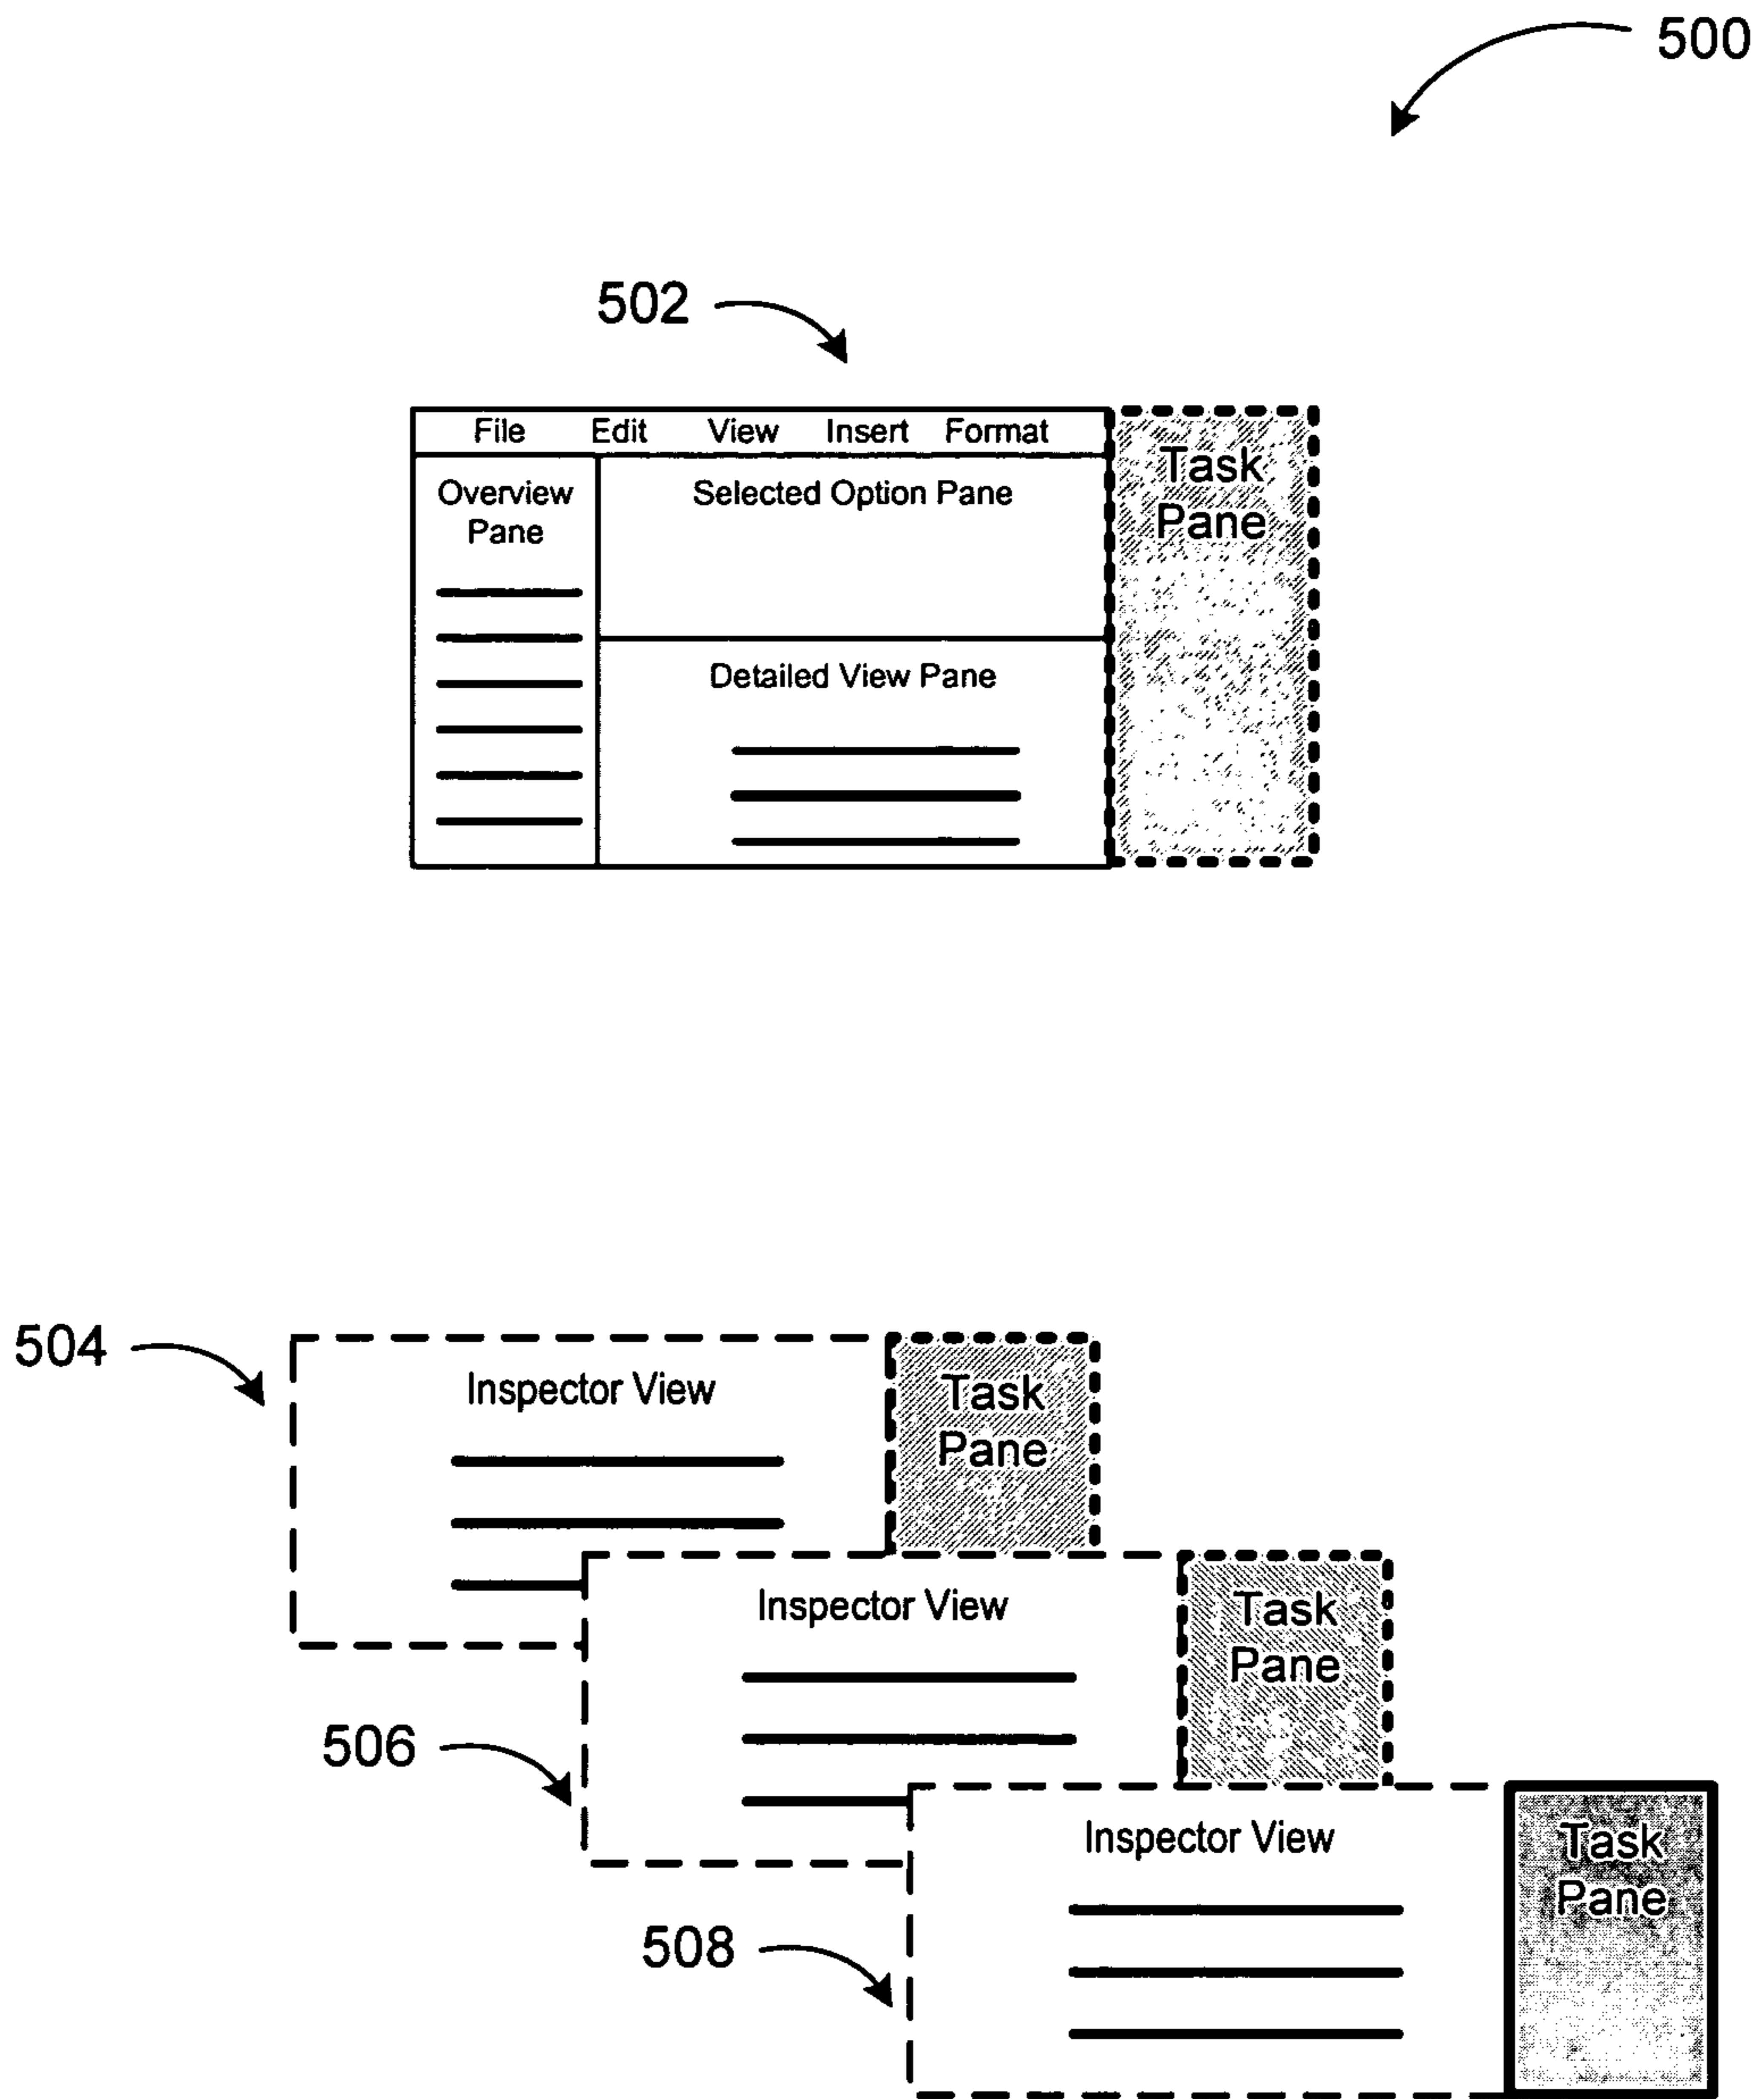 500
502
File Edit View Insert Format
Overview
Pane
Selected Option Pane
Task
Pane
Detailed View Pane
504
Inspector View
Task
Pane
Inspector View
Task
Pane
506
Inspector View
Task
Pane
508